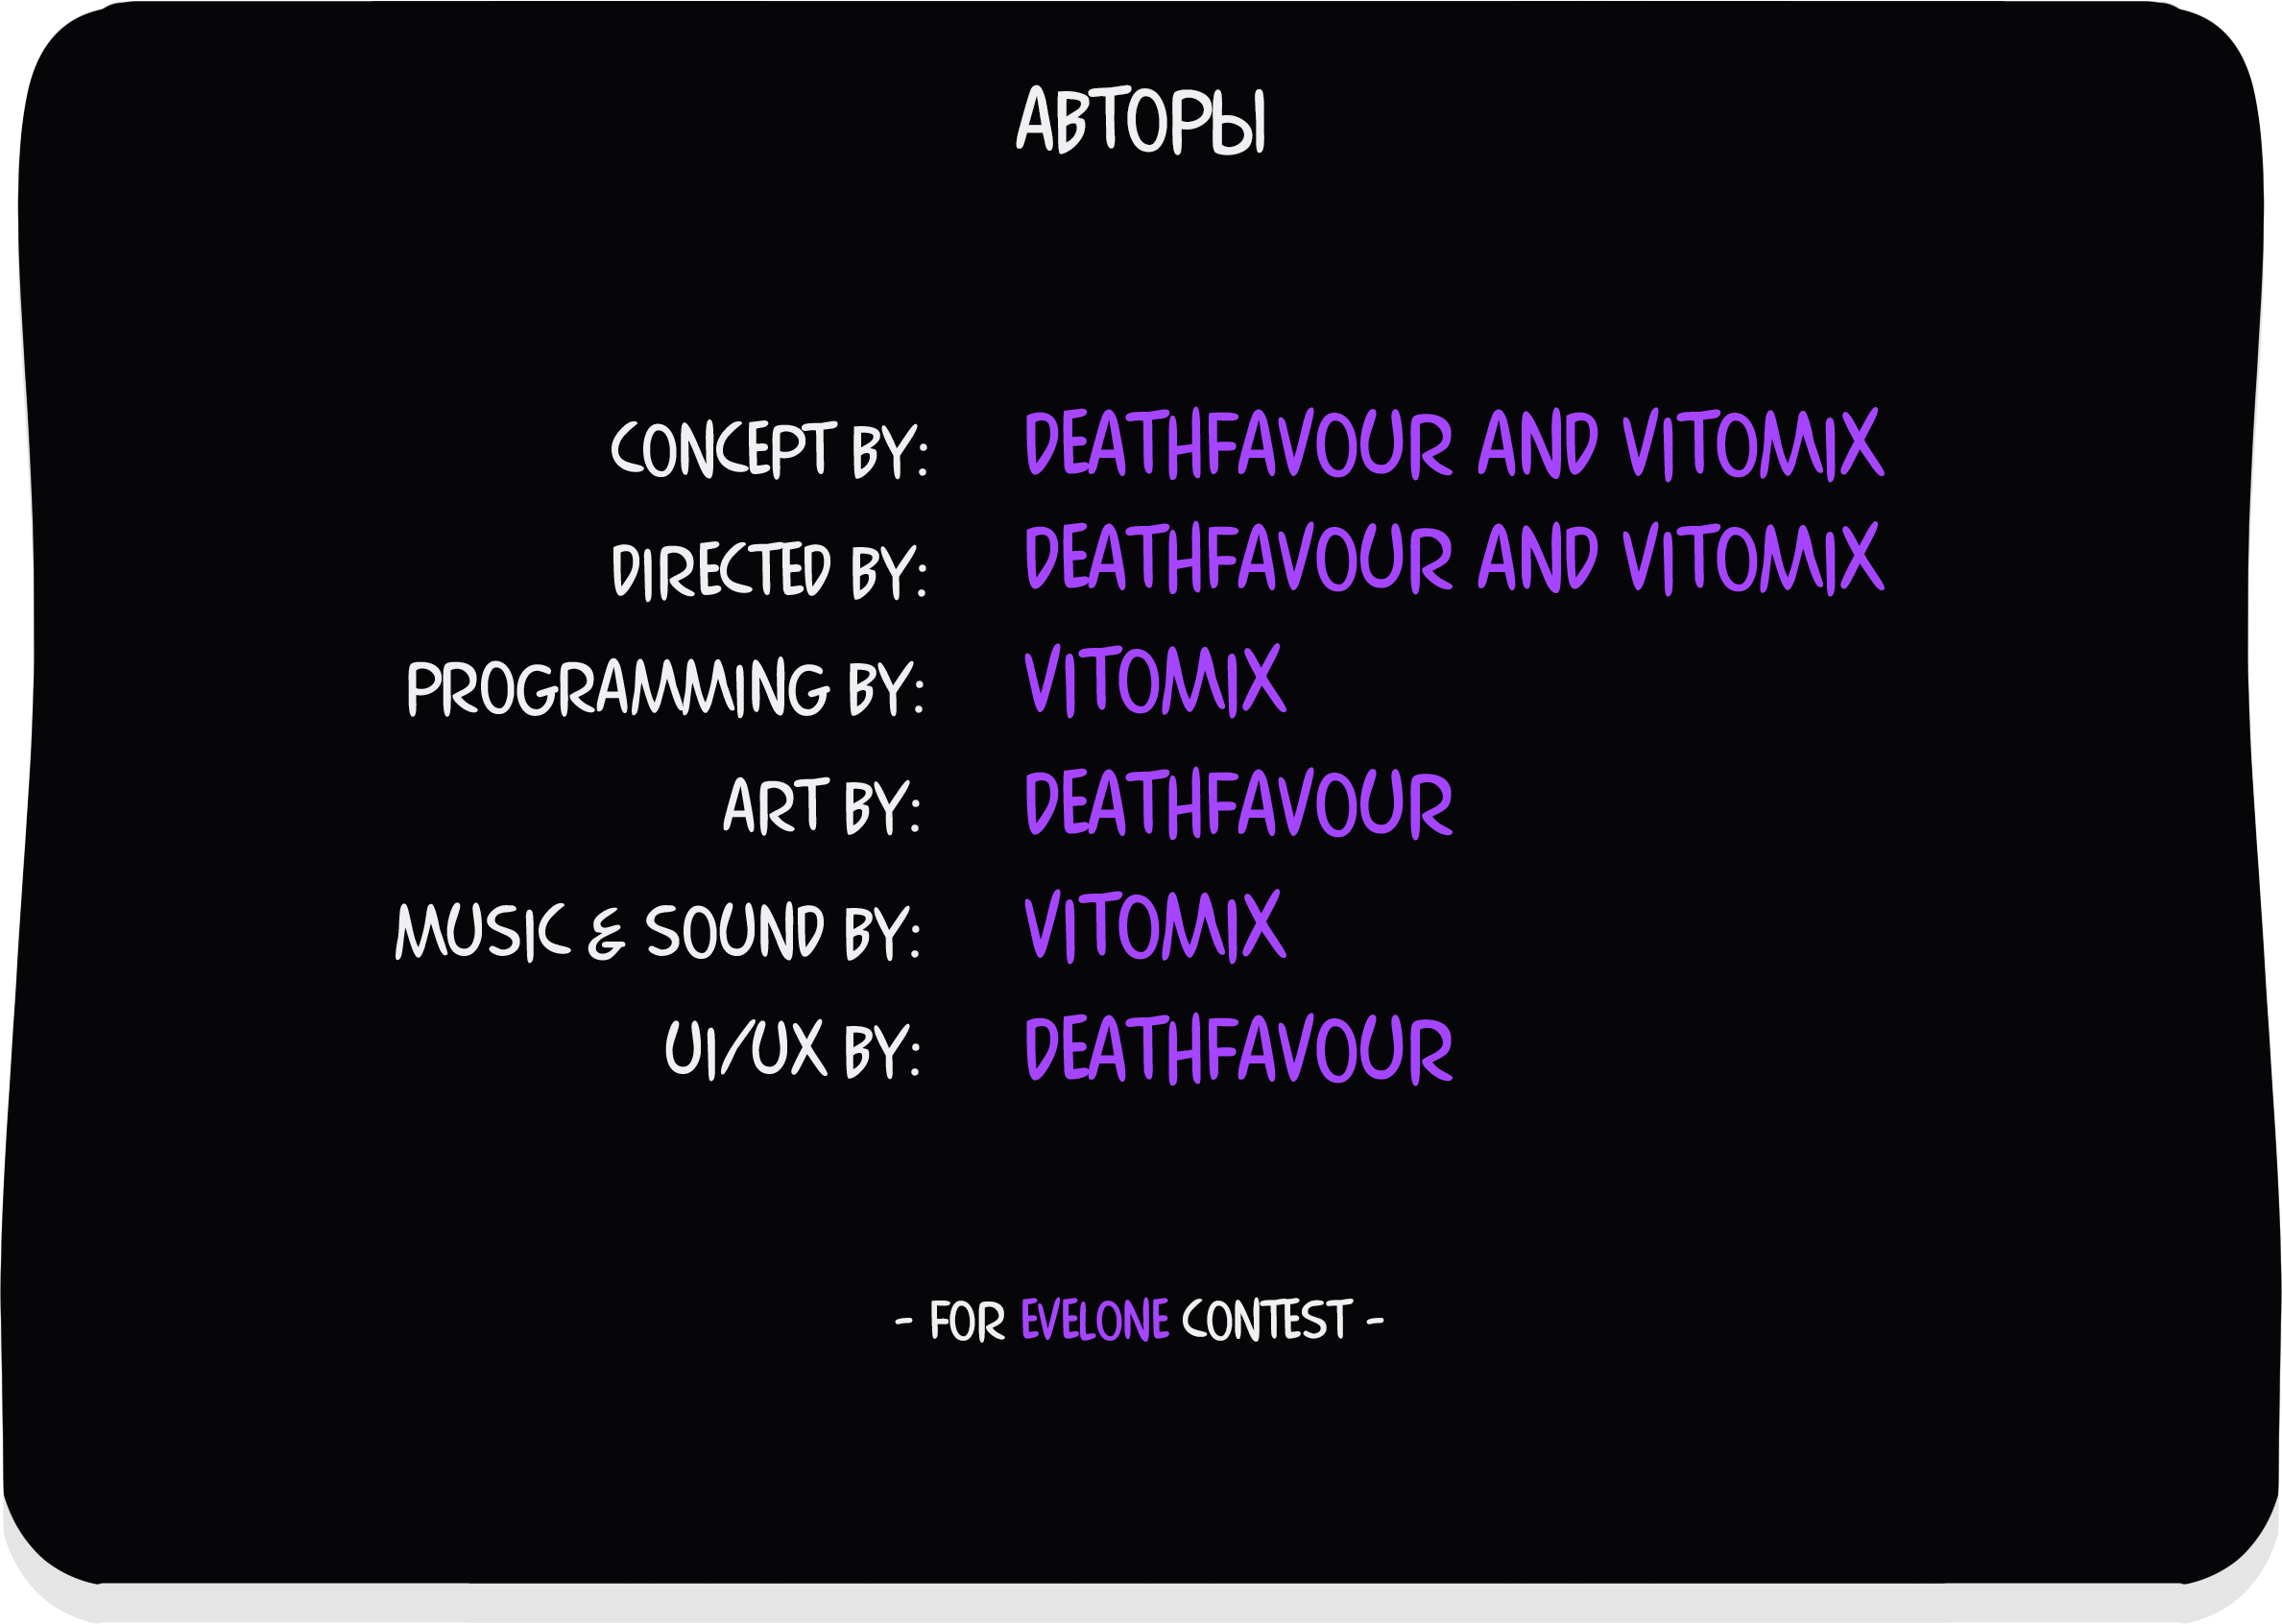 АВТОРЫ
CONCEPT BY: DEATHFAVOUR AND VITOMIX
DIRECTED BY: DEATHFAVOUR AND VITOMIX
PROGRAMMING BY: VITOMIX
ART BY: DEATHFAVOUR
MUSIC & SOUND BY: VITOMIX
UI/UX BY: DEATHFAVOUR
- FOR EVELONE CONTEST -